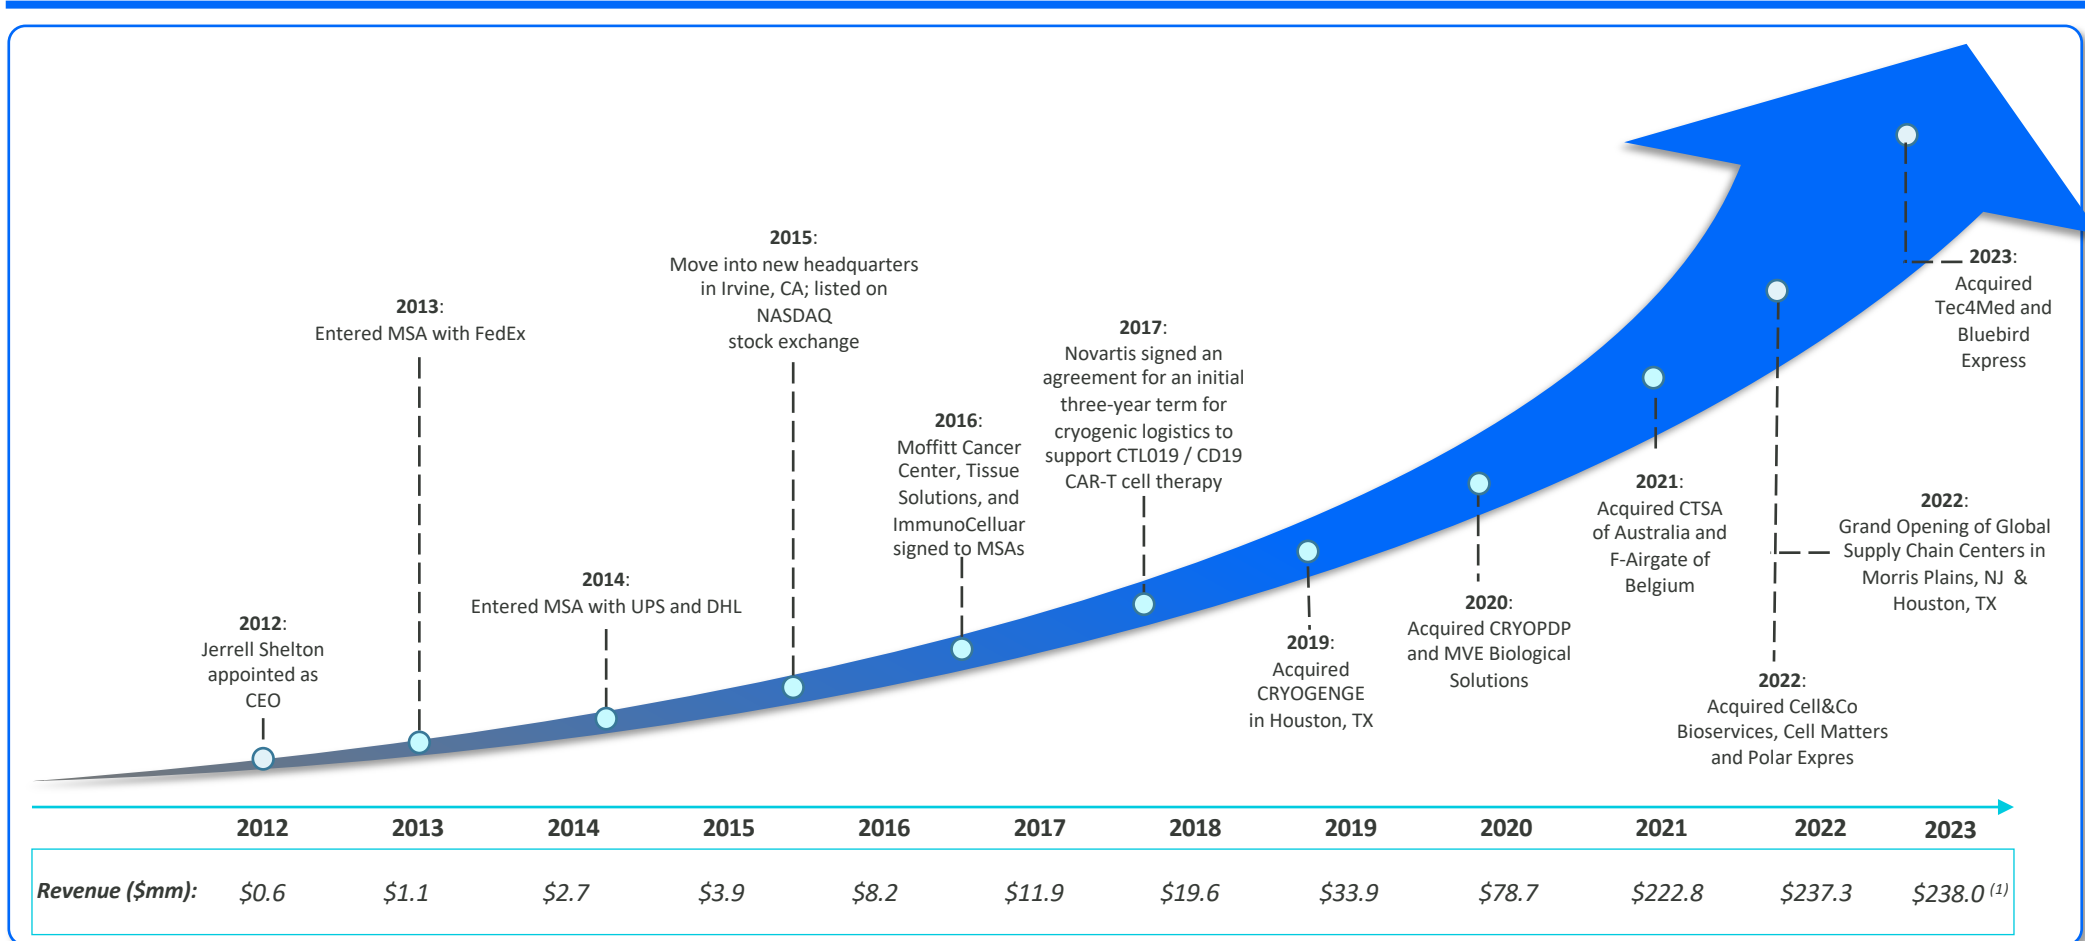 2012:
Jerrell Shelton
appointed as
CEO
2013:
Entered MSA with FedEx
2014:
Entered MSA with UPS and DHL
2015:
Move into new headquarters
in Irvine, CA; listed on
NASDAQ
stock exchange
2016:
Moffitt Cancer
Center, Tissue
Solutions, and
ImmunoCelluar
signed to MSAs
2017:
Novartis signed an
agreement for an initial
three-year term for
cryogenic logistics to
support CTL019 / CD19
CAR-T cell therapy
2019:
Acquired
CRYOGENGE
in Houston, TX
2020:
Acquired CRYOPDP
and MVE Biological
Solutions
2021:
Acquired CTSA
of Australia and
F-Airgate of
Belgium
2022:
Acquired Cell&Co
Bioservices, Cell Matters
and Polar Expres
2022:
Grand Opening of Global
Supply Chain Centers in
Morris Plains, NJ &
Houston, TX
2023:
Acquired
Tec4Med and
Bluebird
Express
2012 2013 2014 2015 2016 2017 2018 2019 2020 2021 2022 2023
Revenue ($mm): $0.6 $1.1 $2.7 $3.9 $8.2 $11.9 $19.6 $33.9 $78.7 $222.8 $237.3 $238.0 (1)